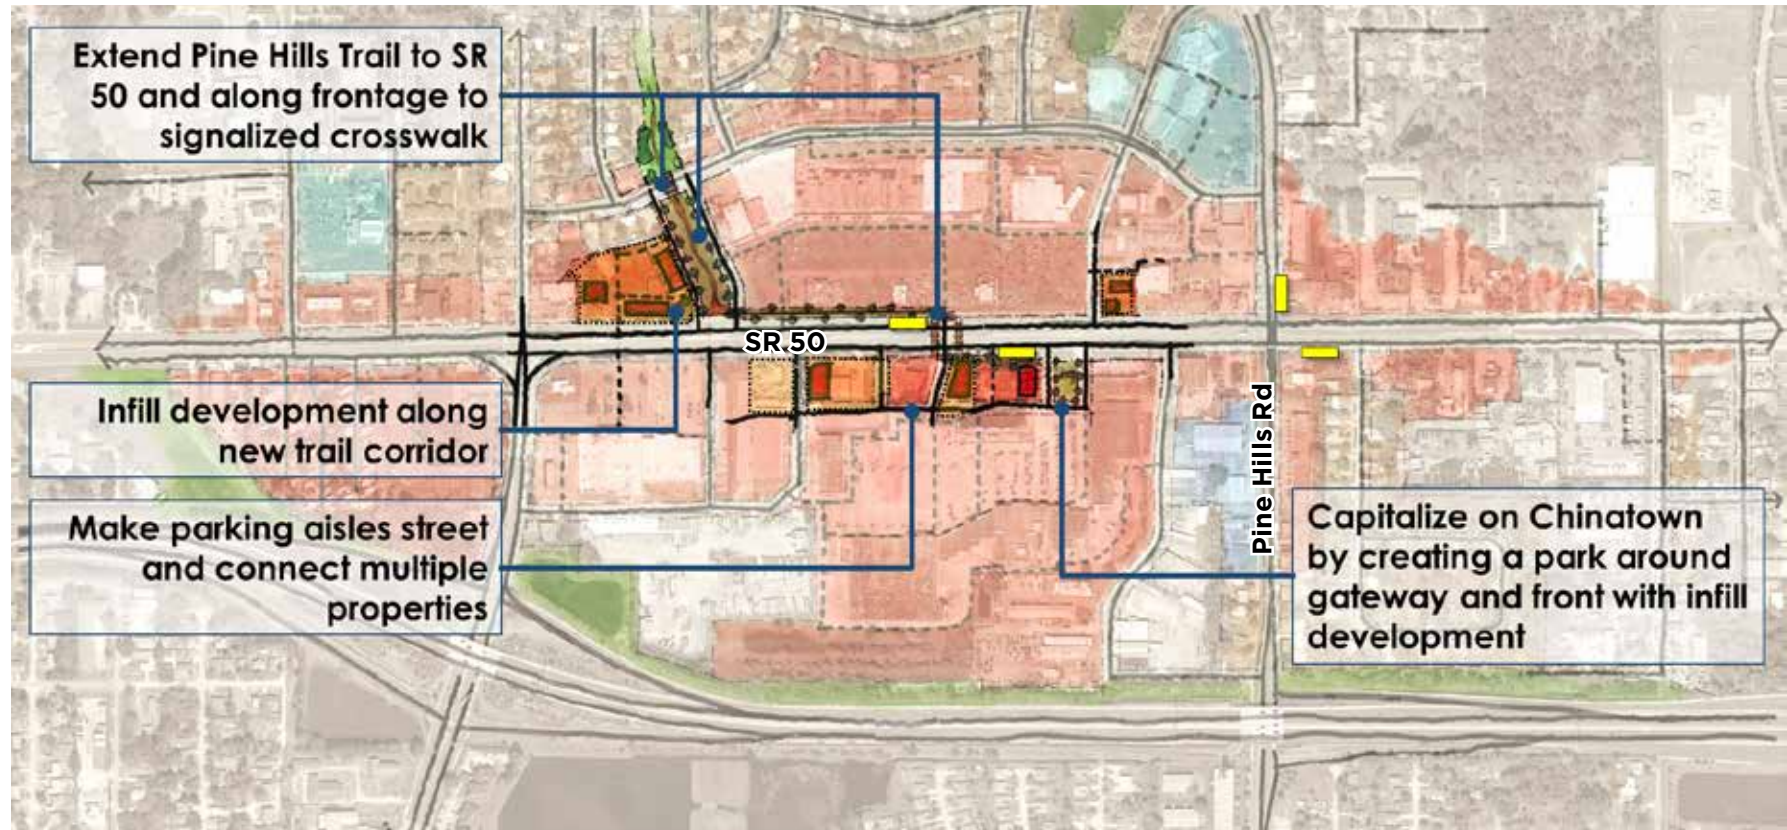 Extend Pine Hills Trail to SR
50 and along frontage to
signalized crosswalk
SR 50
Infill development along
new trail corridor
Pine Hills Rd
Make parking aisles street
and connect multiple
properties
Capitalize on Chinatown
by creating a park around
gateway and front with infill
development